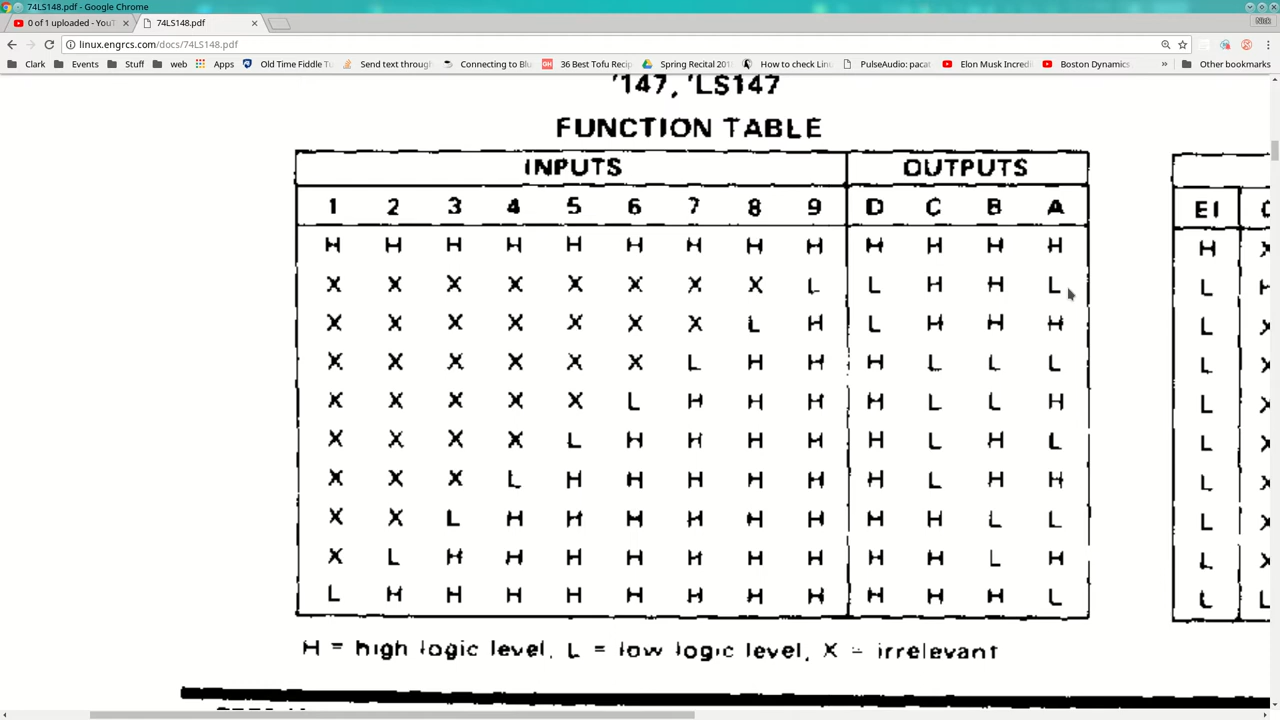 74LS148.pdf - Google Chrome
0 of 1 uploaded - YouT
74LS148.pdf
Nick
linux.engrcs.com/docs/74LS148.pdf
Clark Events Stuff web Apps Old Time Fiddle Tu Send text through Connecting to Blu 36 Best Tofu Recip Spring Recital 201 How to check Linu PulseAudio: pacat Elon Musk Incredi Boston Dynamics » Other bookmarks
'147, 'LS147
FUNCTION TABLE
INPUTS OUTPUTS
1 2 3 4 5 6 7 8 9 D C B A EI
H H H H H H H H H H H H H H X
X X X X X X X X L L H H L L H
X X X X X X X L H L H H H L X
X X X X X X L H H H L L L L X
X X X X X L H H H H L L H L X
X X X X L H H H H H L H L L X
X X X L H H H H H H L H H L X
X X L H H H H H H H H L L L X
X L H H H H H H H H H L H L X
L H H H H H H H H H H H L L L
H = high logic level, L = low logic level, X = irrelevant